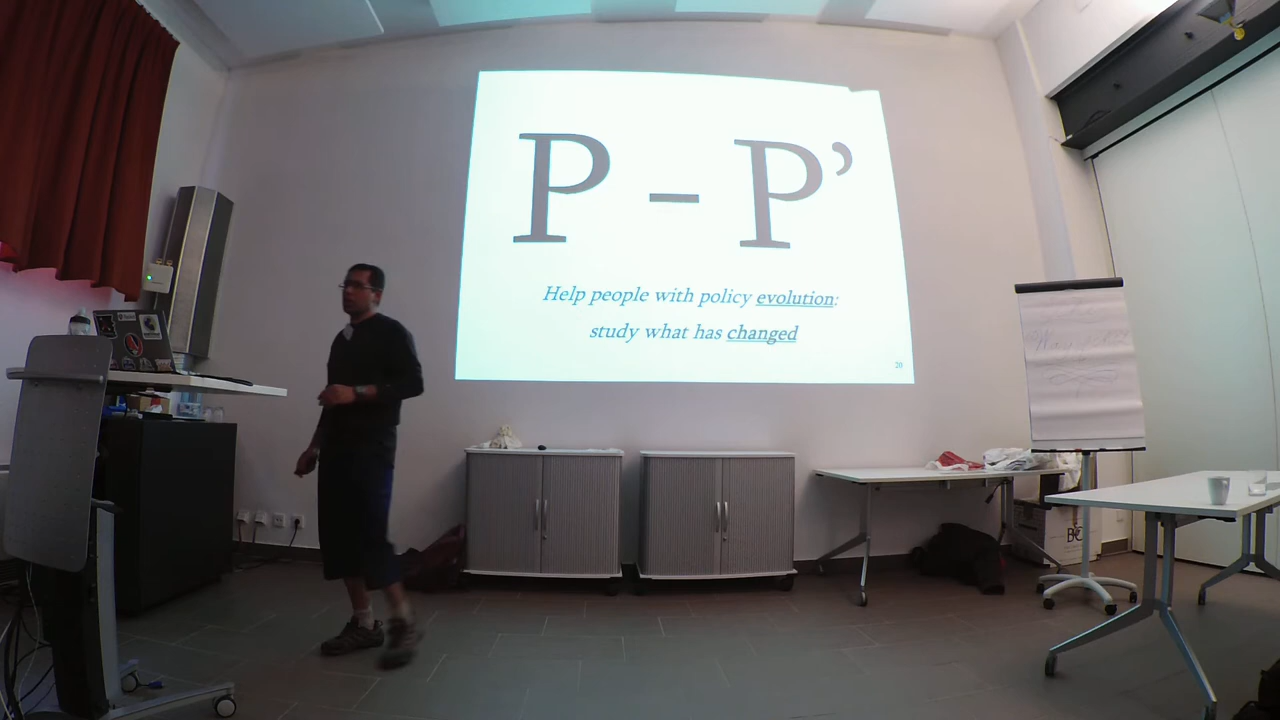 P – P’
Help people with policy evolution:
study what has changed
20